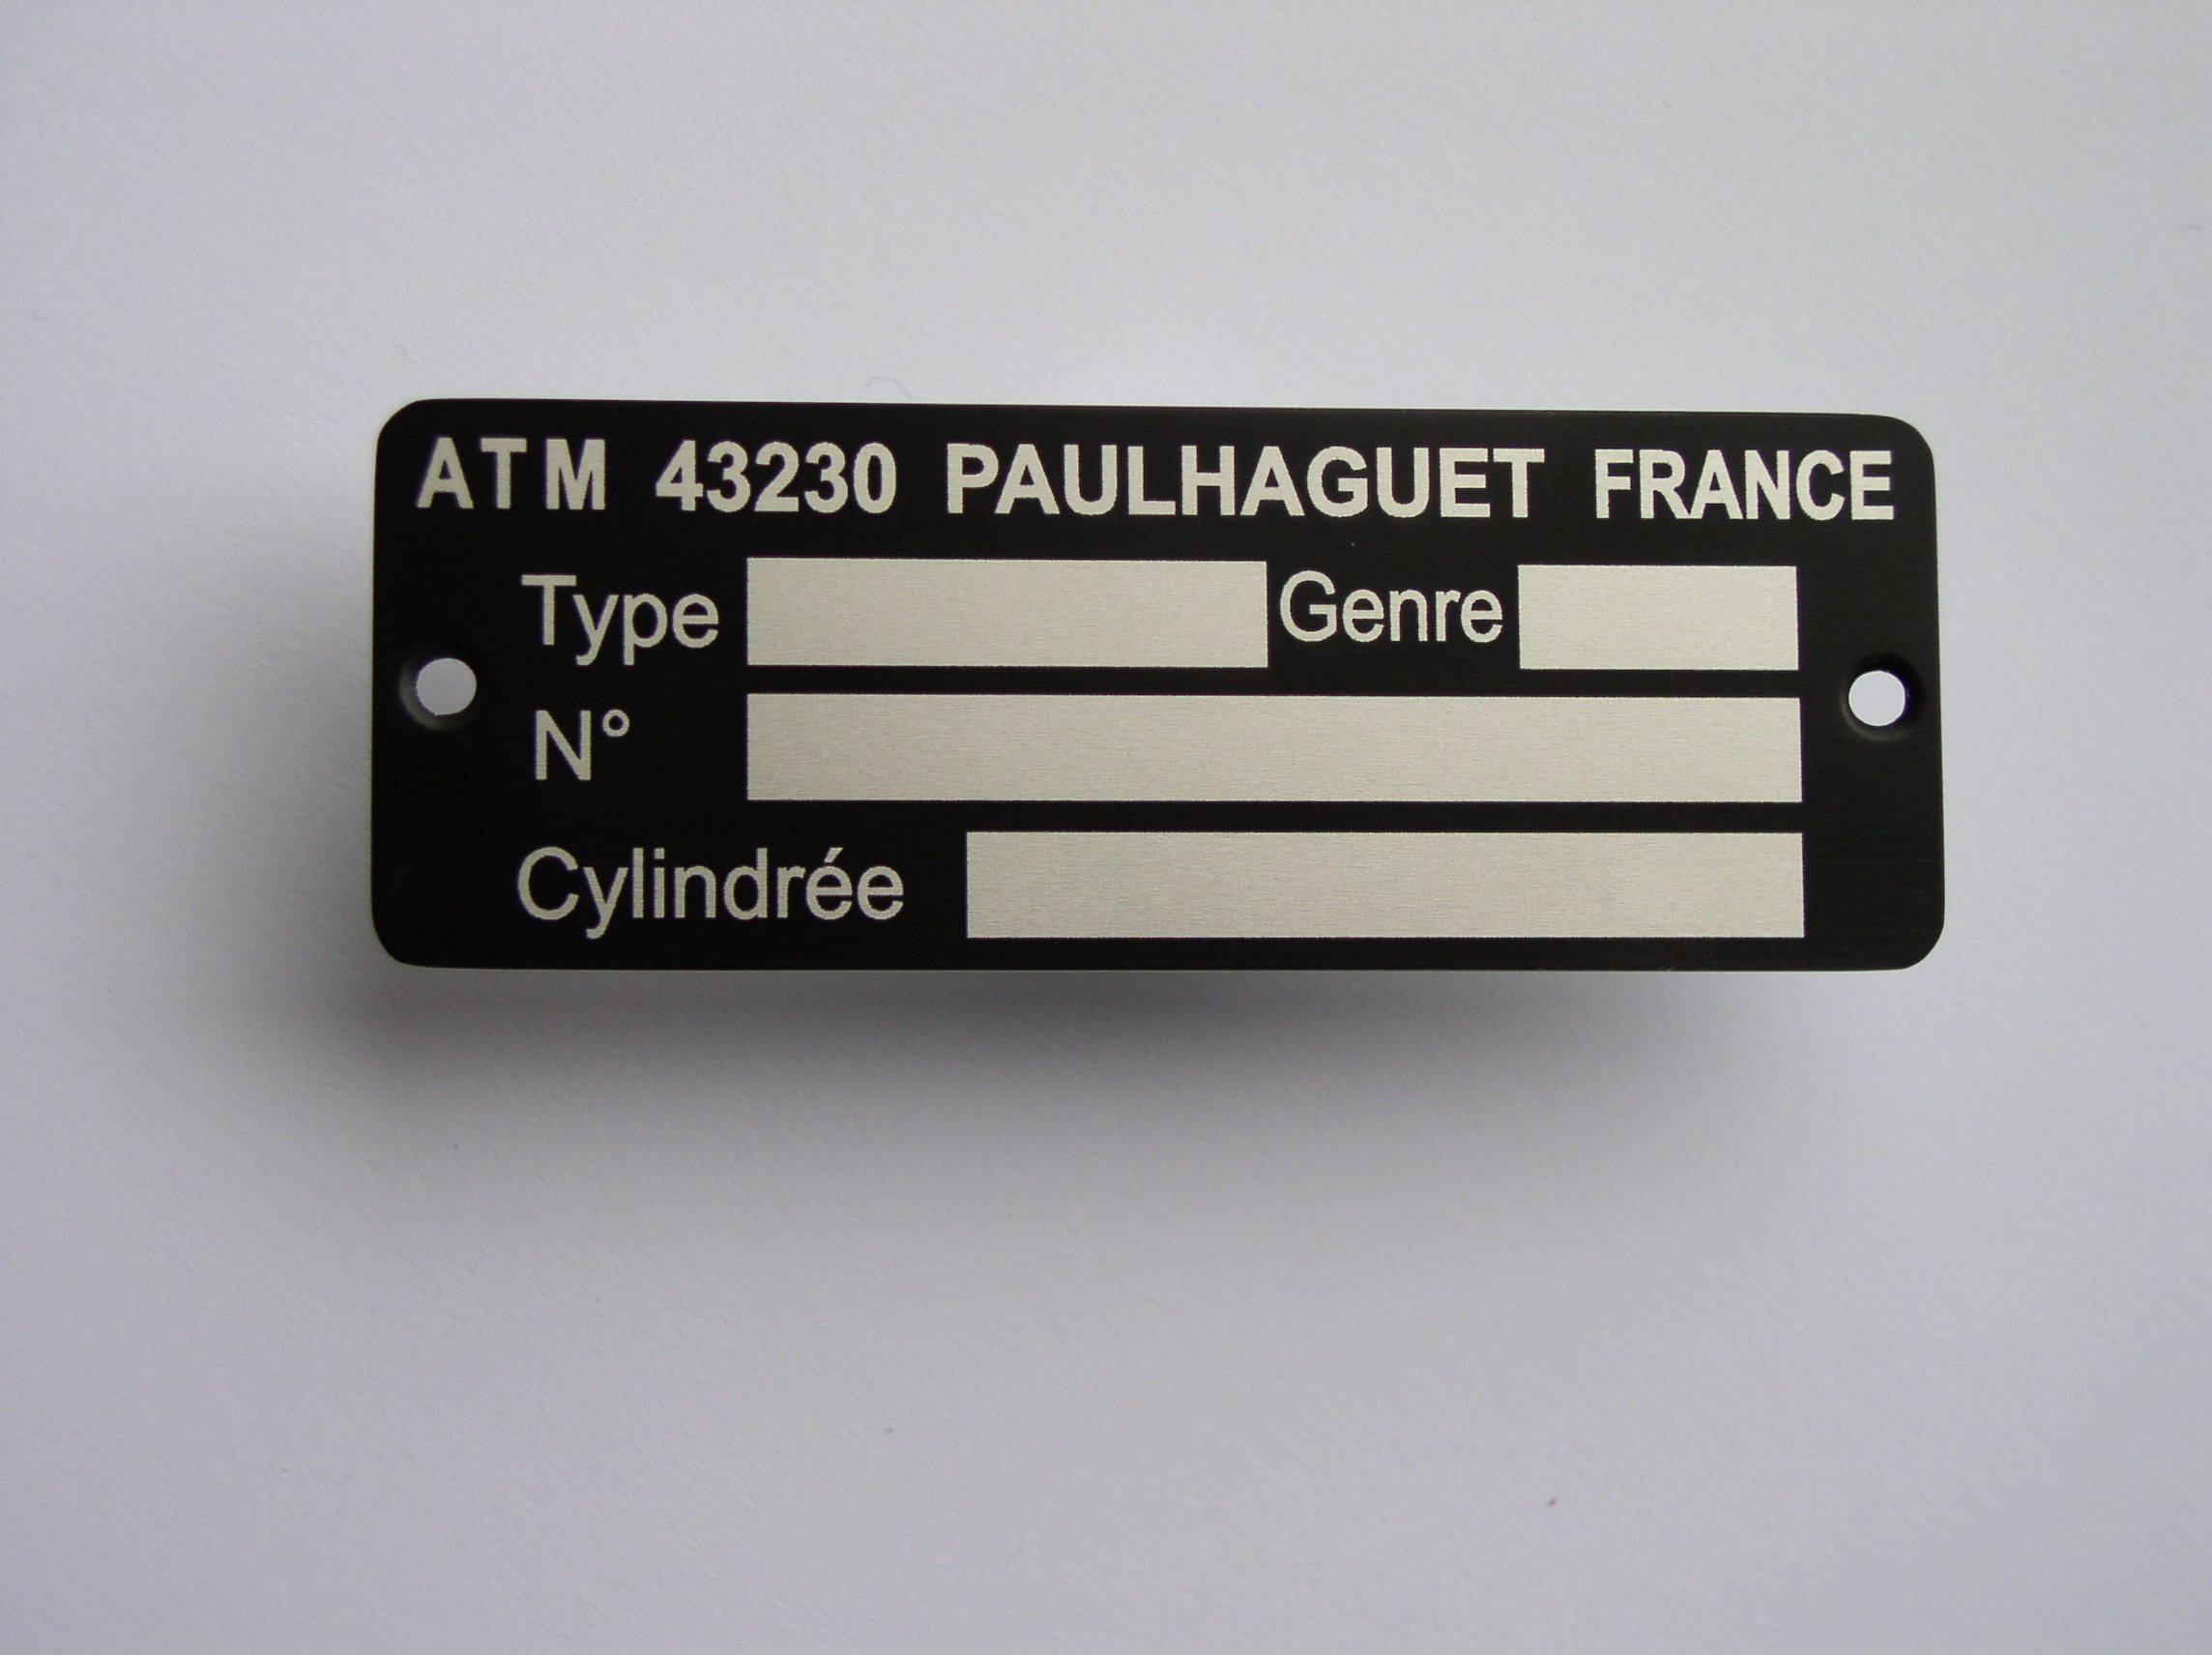 ATM 43230 PAULHAGUET FRANCE
Type Genre
N°
Cylindrée